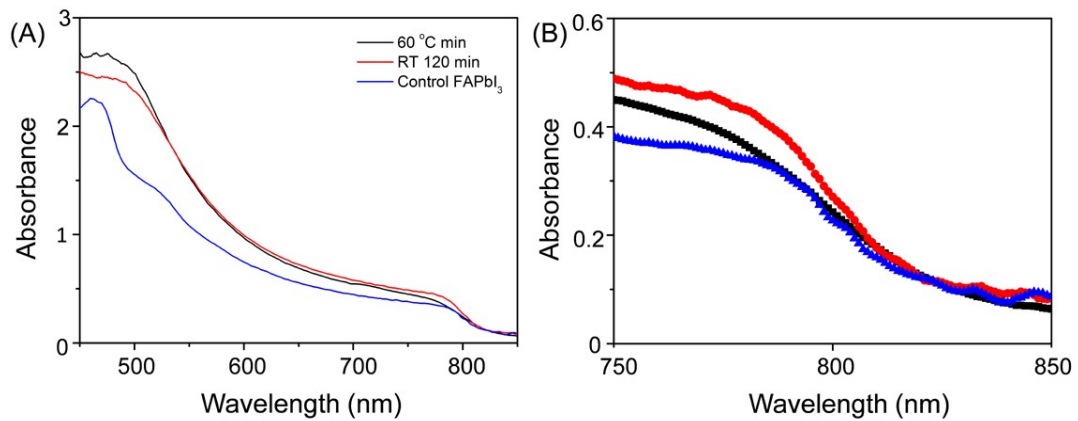 (A)
3
2
1
0
Absorbance
60 °C min
RT 120 min
Control FAPbI₃
500 600 700 800
Wavelength (nm)
(B)
0.6
0.4
0.2
0
Absorbance
750 800 850
Wavelength (nm)